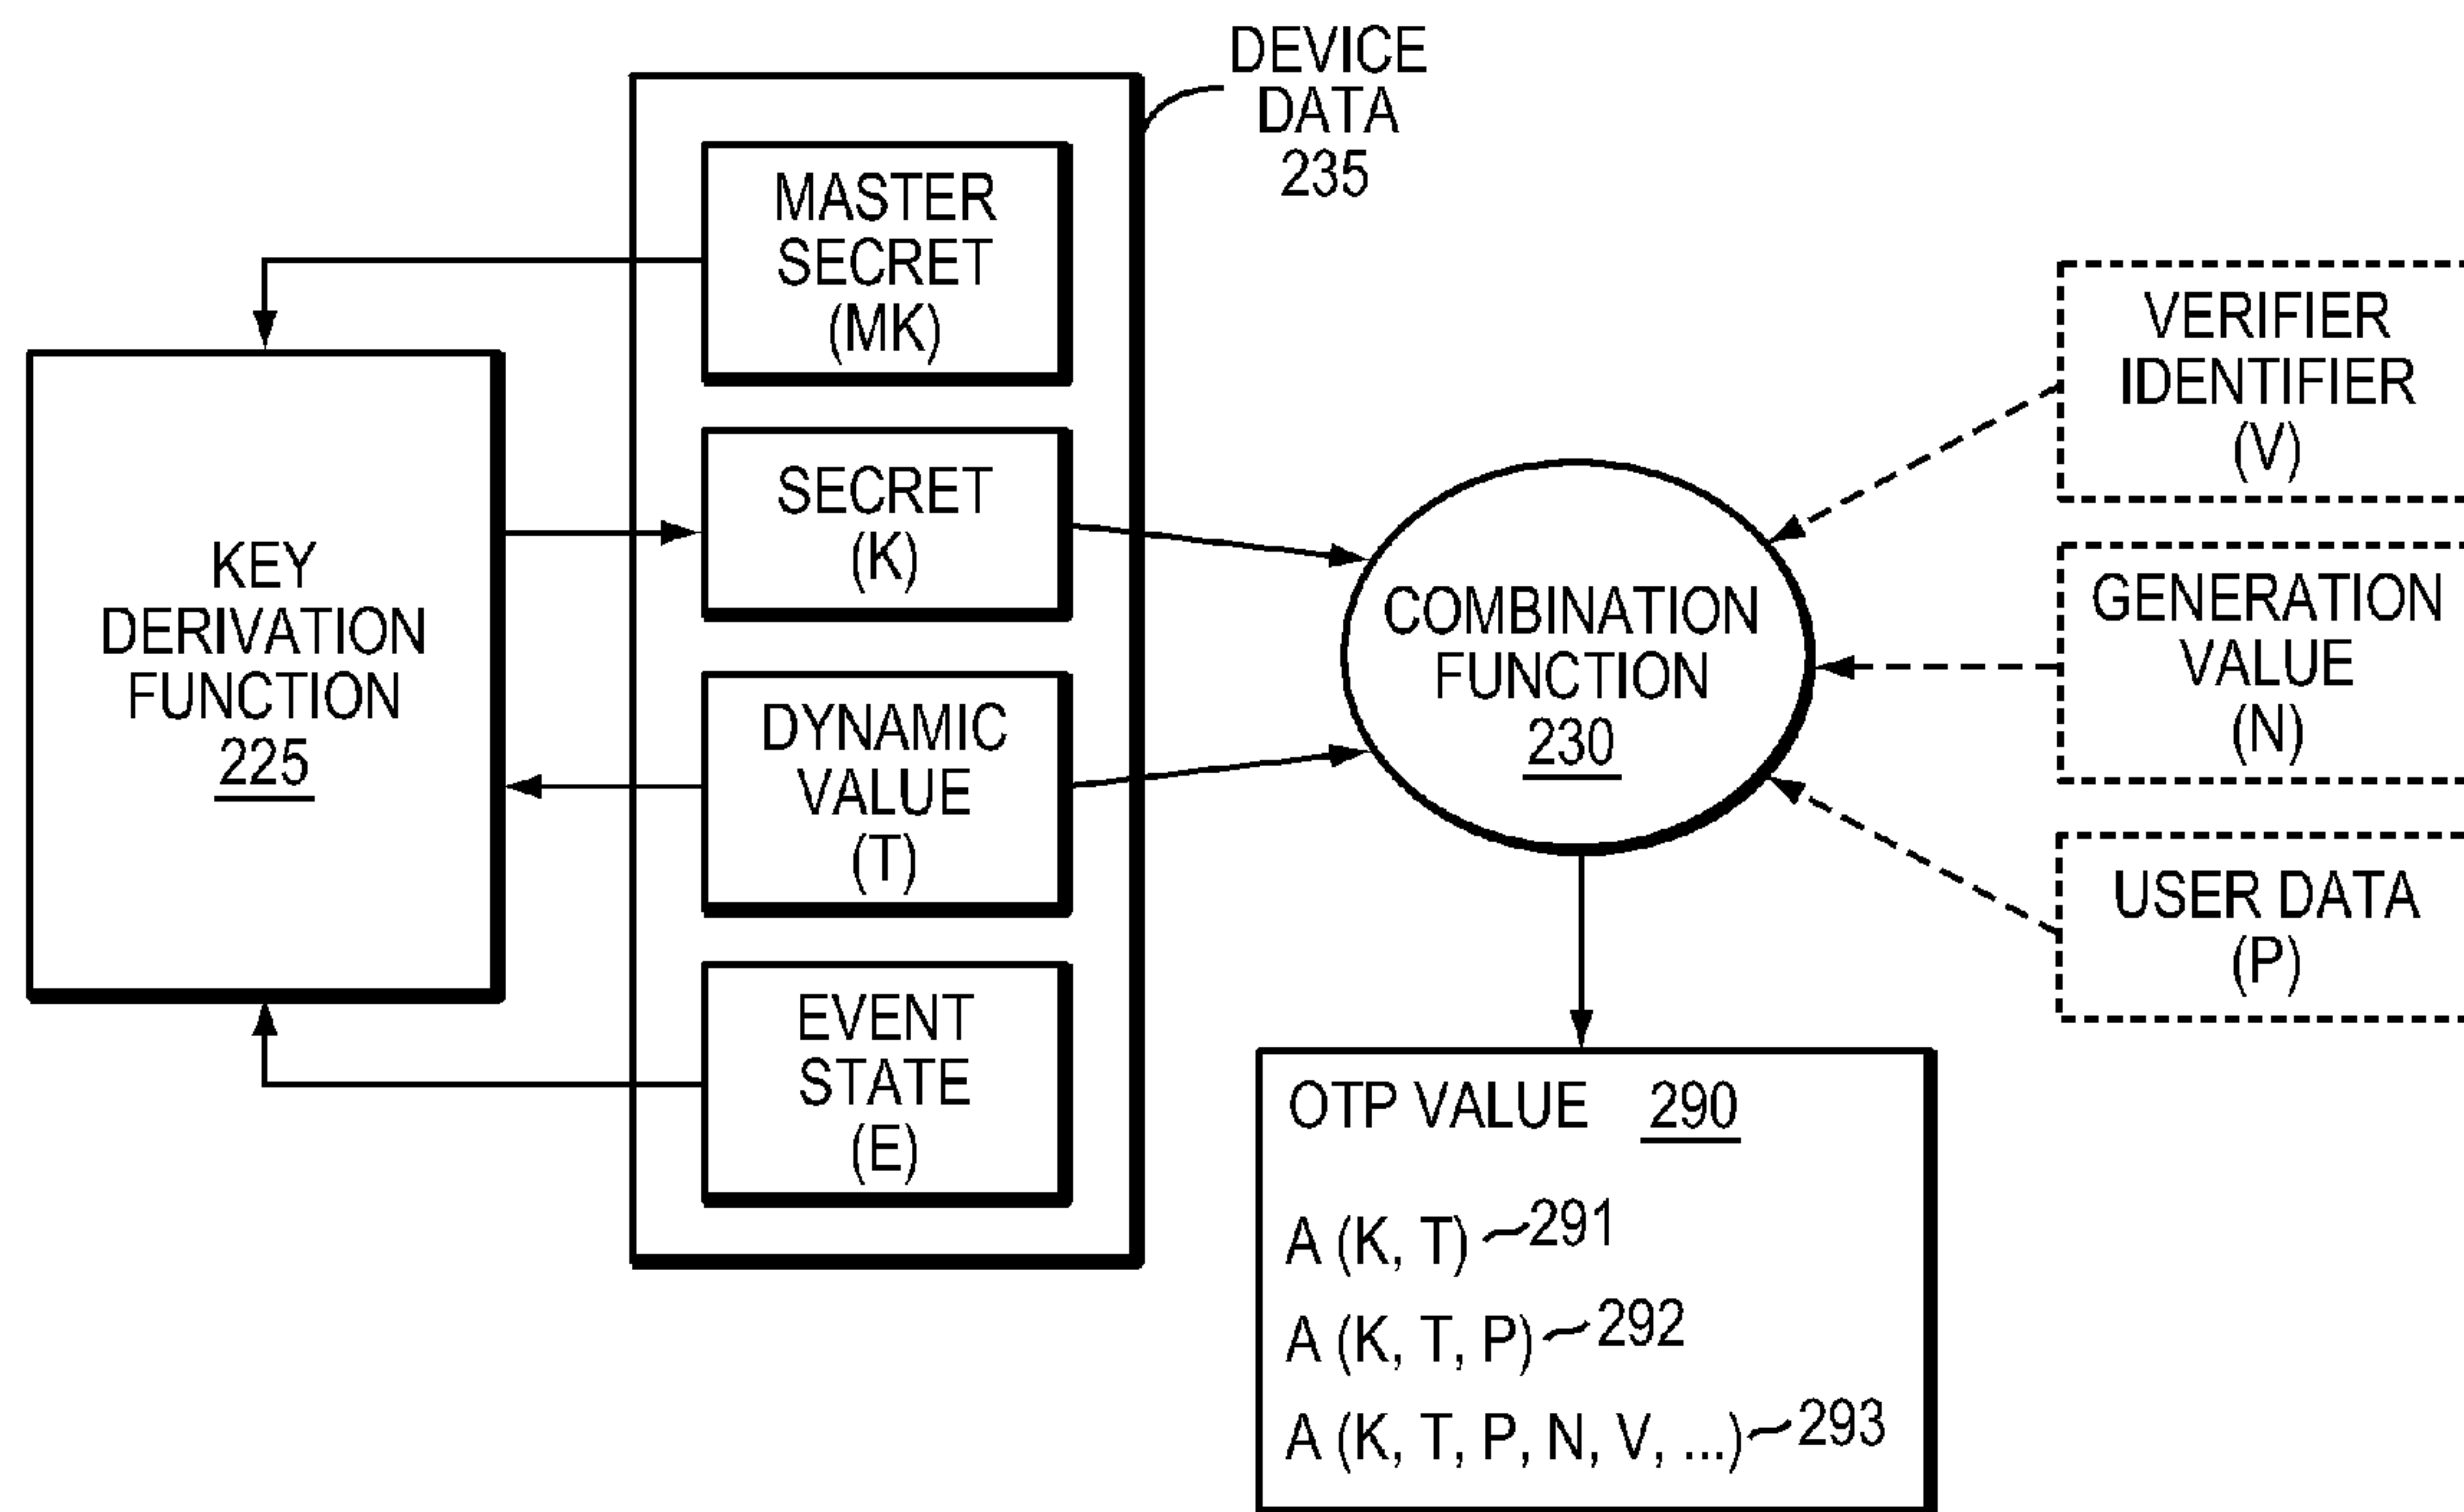 DEVICE
DATA
235
MASTER
SECRET
(MK)
SECRET
(K)
DYNAMIC
VALUE
(T)
EVENT
STATE
(E)
KEY
DERIVATION
FUNCTION
225
COMBINATION
FUNCTION
230
VERIFIER
IDENTIFIER
(V)
GENERATION
VALUE
(N)
USER DATA
(P)
OTP VALUE 290
A (K, T) 291
A (K, T, P) 292
A (K, T, P, N, V, ...) 293